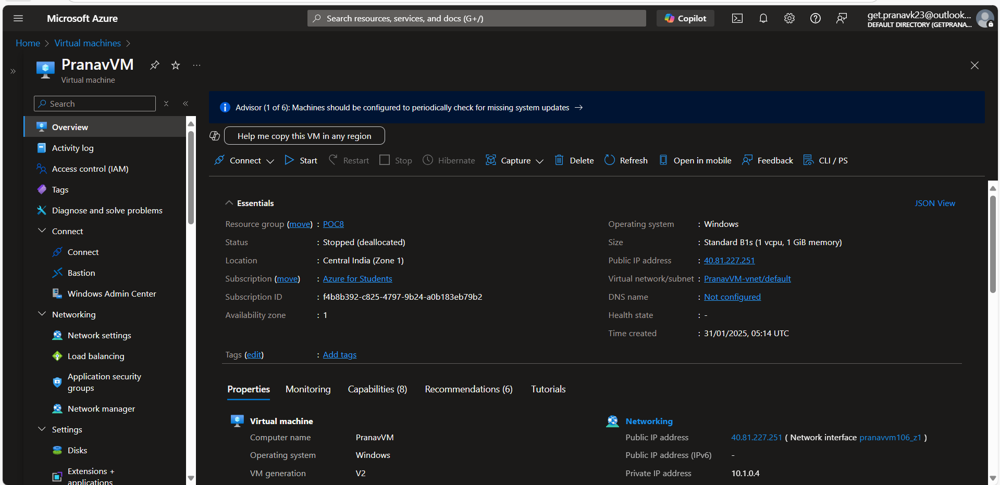 Microsoft Azure
Search resources, services, and docs (G+/)
Copilot
get.pranavk23@outlook...
DEFAULT DIRECTORY (GETPRANA...
Home > Virtual machines >
PranavVM
Virtual machine
Search
Overview
Activity log
Access control (IAM)
Tags
Diagnose and solve problems
Connect
Connect
Bastion
Windows Admin Center
Networking
Network settings
Load balancing
Application security
groups
Network manager
Settings
Disks
Extensions +
applications
Advisor (1 of 6): Machines should be configured to periodically check for missing system updates →
Help me copy this VM in any region
Connect Start Restart Stop Hibernate Capture Delete Refresh Open in mobile Feedback CLI / PS
Essentials
JSON View
Resource group (move) : POC8
Status : Stopped (deallocated)
Location : Central India (Zone 1)
Subscription (move) : Azure for Students
Subscription ID : f4b8b392-c825-4797-9b24-a0b183eb79b2
Availability zone : 1
Operating system : Windows
Size : Standard B1s (1 vcpu, 1 GiB memory)
Public IP address : 40.81.227.251
Virtual network/subnet : PranavVM-vnet/default
DNS name : Not configured
Health state : -
Time created : 31/01/2025, 05:14 UTC
Tags (edit) : Add tags
Properties Monitoring Capabilities (8) Recommendations (6) Tutorials
Virtual machine
Computer name PranavVM
Operating system Windows
VM generation V2
Networking
Public IP address 40.81.227.251 ( Network interface pranavvm106_z1 )
Public IP address (IPv6) -
Private IP address 10.1.0.4